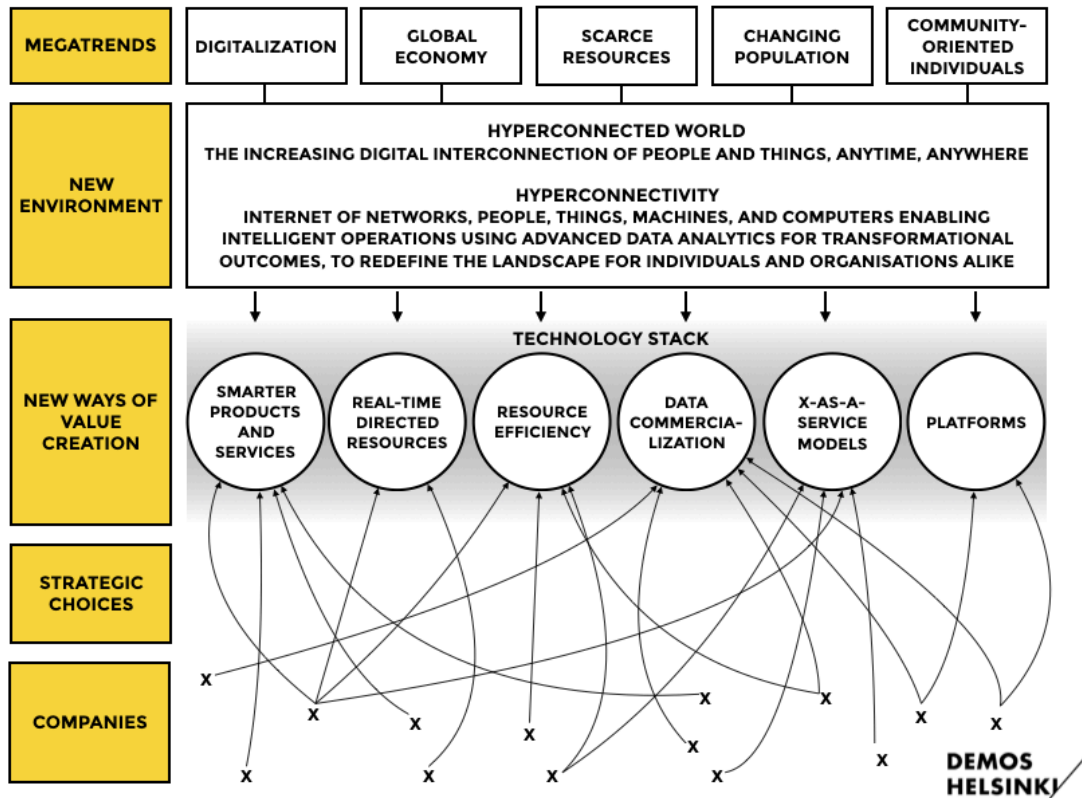 MEGATRENDS
DIGITALIZATION
GLOBAL
ECONOMY
SCARCE
RESOURCES
CHANGING
POPULATION
COMMUNITY-
ORIENTED
INDIVIDUALS
NEW
ENVIRONMENT
HYPERCONNECTED WORLD
THE INCREASING DIGITAL INTERCONNECTION OF PEOPLE AND THINGS, ANYTIME, ANYWHERE
HYPERCONNECTIVITY
INTERNET OF NETWORKS, PEOPLE, THINGS, MACHINES, AND COMPUTERS ENABLING
INTELLIGENT OPERATIONS USING ADVANCED DATA ANALYTICS FOR TRANSFORMATIONAL
OUTCOMES, TO REDEFINE THE LANDSCAPE FOR INDIVIDUALS AND ORGANISATIONS ALIKE
NEW WAYS OF
VALUE
CREATION
TECHNOLOGY STACK
SMARTER
PRODUCTS
AND
SERVICES
REAL-TIME
DIRECTED
RESOURCES
RESOURCE
EFFICIENCY
DATA
COMMERCIA-
LIZATION
X-AS-A-
SERVICE
MODELS
PLATFORMS
STRATEGIC
CHOICES
COMPANIES
X
X
X
X
X
X
X
X
X
X
X
X
X
X
DEMOS
HELSINKI